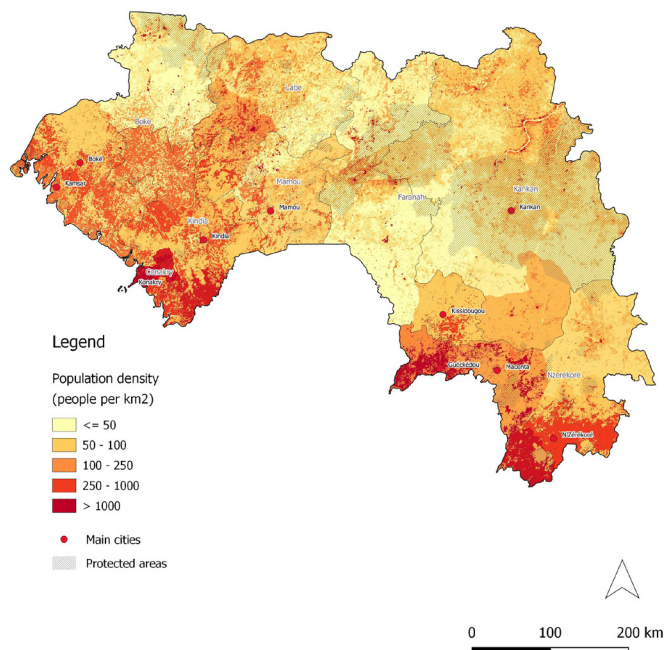 Labe
Boke
Boké
Kamsar
Mamou
Mamou
Faranah
Kankan
Kankan
Kindia
Kindia
Conakry
Konakry
Kissidougou
Guéckédou
Macenta
Nzerekore
N'Zérékoré
Legend
Population density
(people per km2)
<= 50
50 - 100
100 - 250
250 - 1000
> 1000
Main cities
Protected areas
0 100 200 km